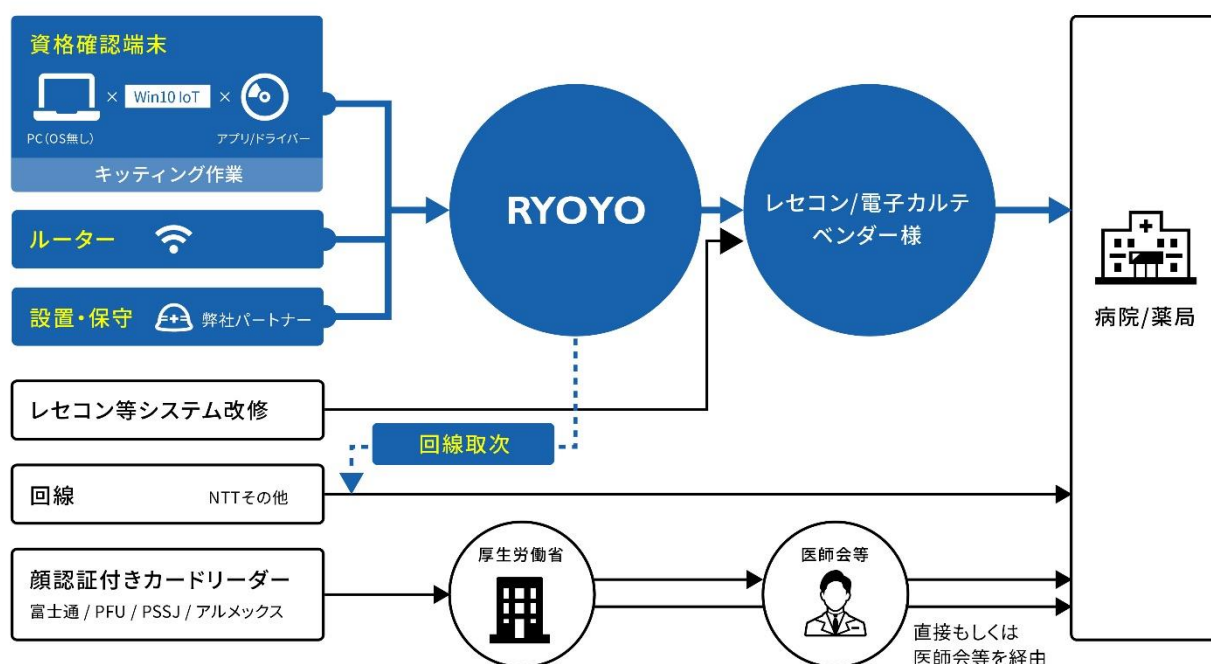 資格確認端末
× Win10 IoT ×
PC(OS無し)
アプリ/ドライバー
キッティング作業
ルーター
設置・保守 弊社パートナー
RYOYO
レセコン/電子カルテ
ベンダー様
病院/薬局
レセコン等システム改修
回線取次
回線 NTTその他
顔認証付きカードリーダー
富士通 / PFU / PSSJ / アルメックス
厚生労働省
医師会等
直接もしくは
医師会等を経由